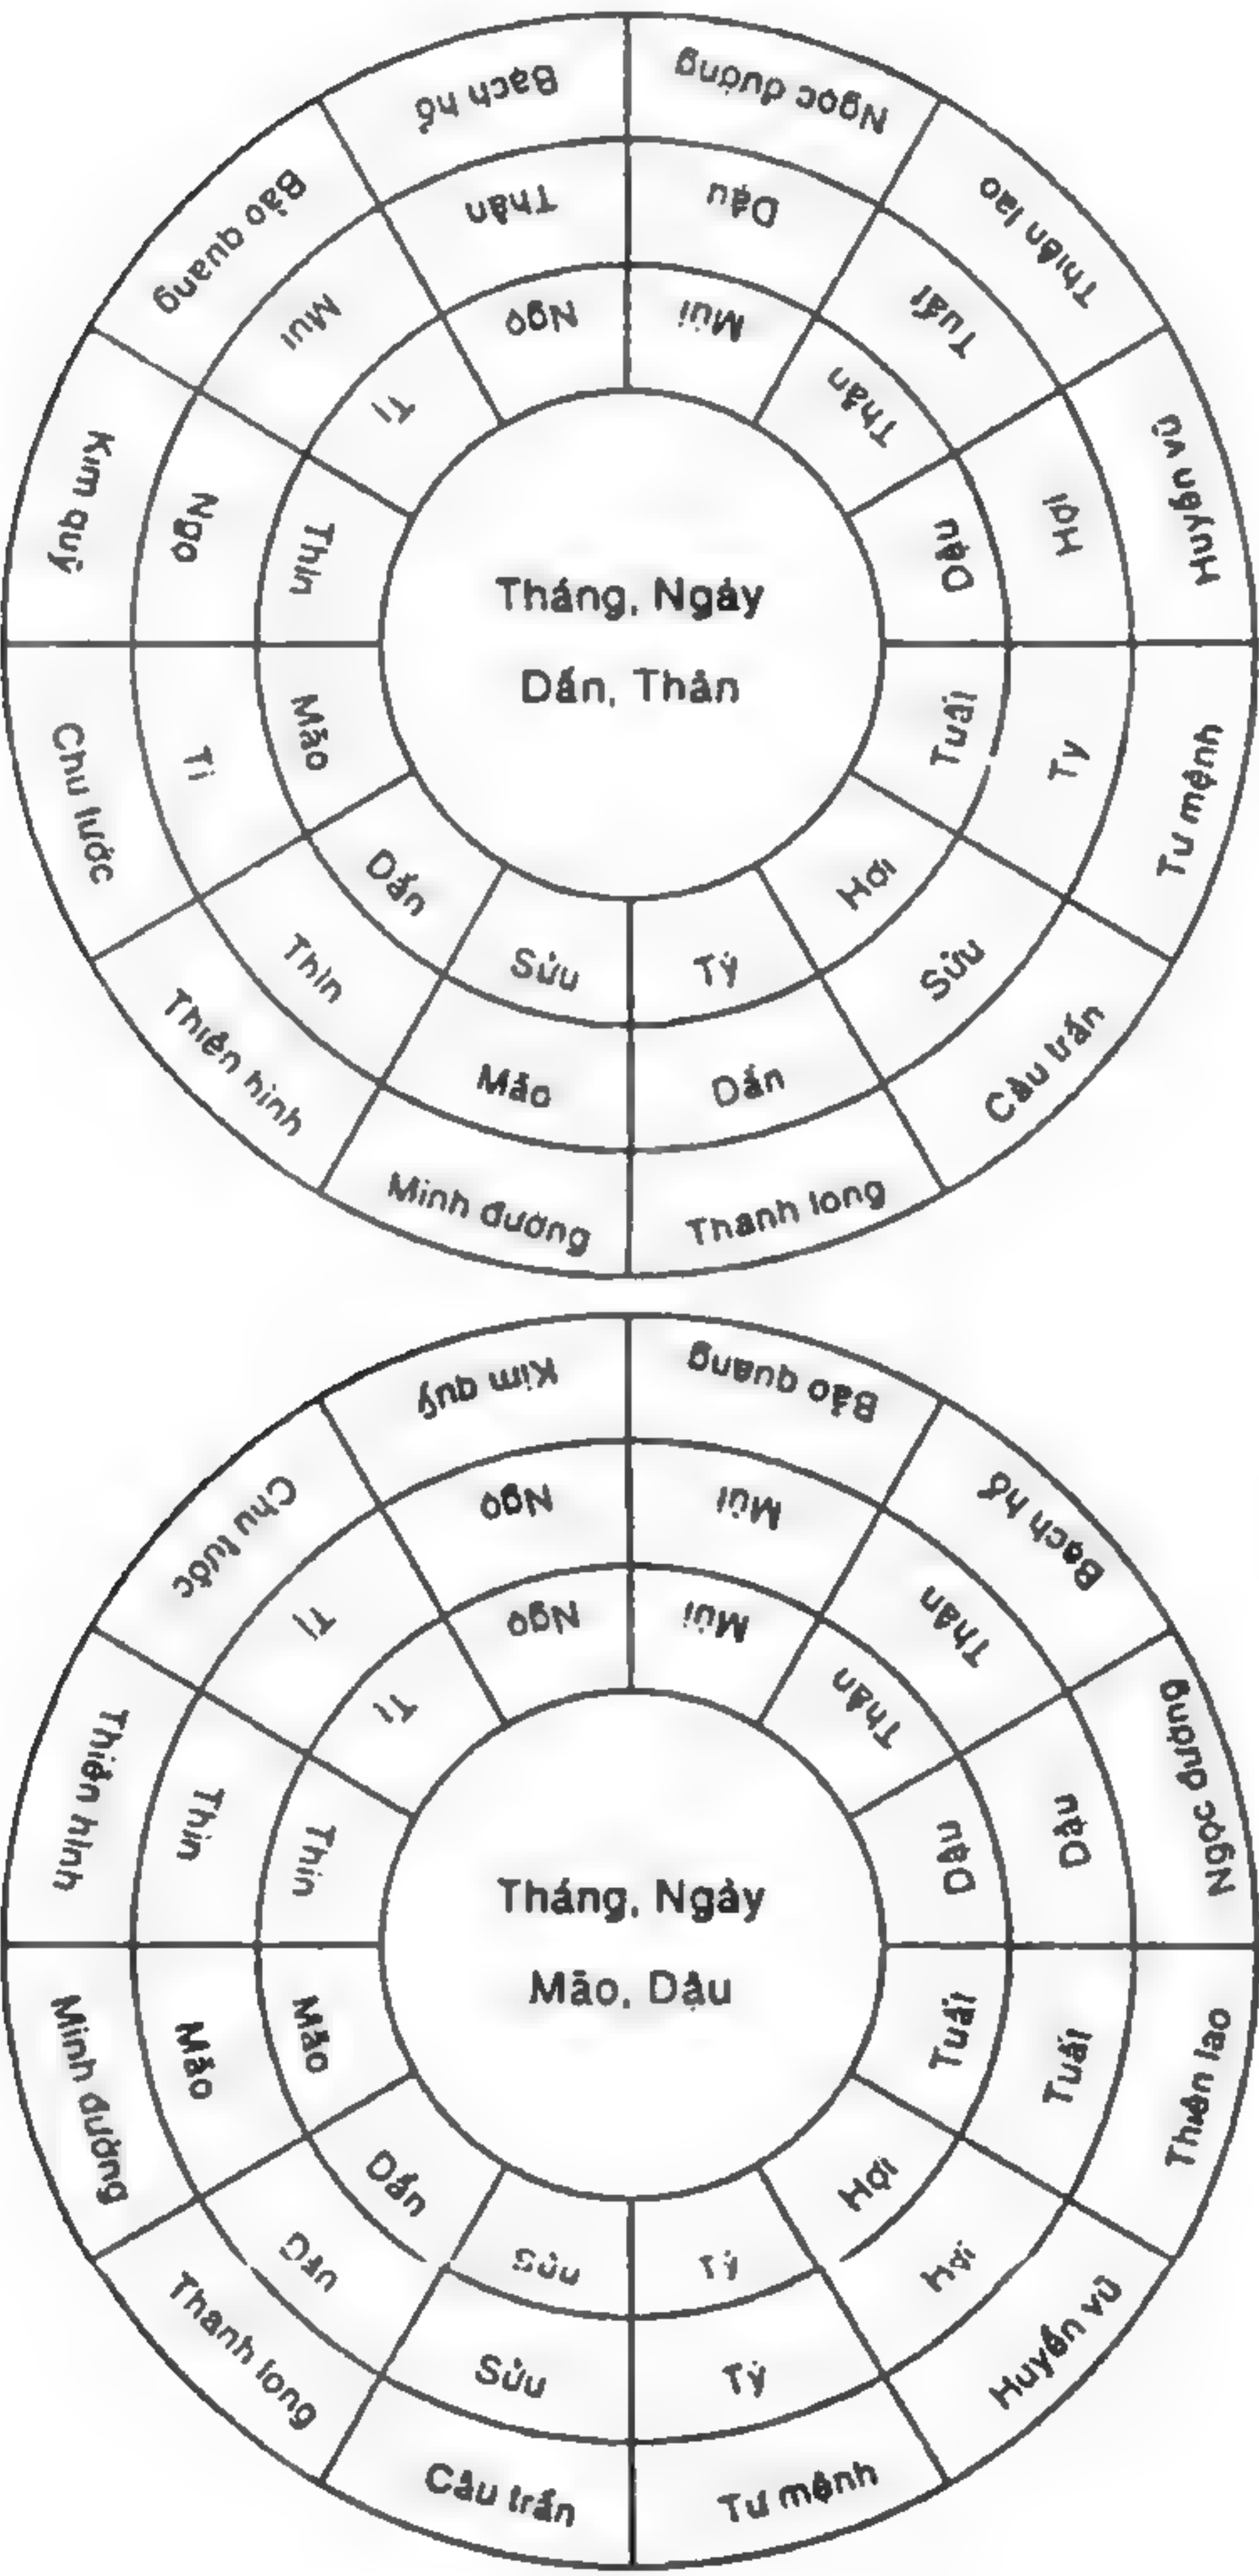 Bạch hổ
Ngọc đường
Thiên lao
Huyền vũ
Tư mệnh
Câu trần
Thanh long
Minh đường
Thiên hình
Chu tước
Kim quỹ
Bảo quang
Thân
Dậu
Tuất
Hợi
Tý
Sửu
Dần
Mão
Thìn
Tị
Ngọ
Mùi
Ngọ
Mùi
Thân
Dậu
Tuất
Hợi
Tý
Sửu
Dần
Mão
Thìn
Tị
Tháng, Ngày
Dần, Thân
Kim quỹ
Bảo quang
Bạch hổ
Ngọc đường
Thiên lao
Huyền vũ
Tư mệnh
Câu trần
Thanh long
Minh đường
Thiên hình
Chu tước
Ngọ
Mùi
Thân
Dậu
Tuất
Hợi
Tý
Sửu
Dần
Mão
Thìn
Tị
Ngọ
Mùi
Thân
Dậu
Tuất
Hợi
Tý
Sửu
Dần
Mão
Thìn
Tị
Tháng, Ngày
Mão, Dậu